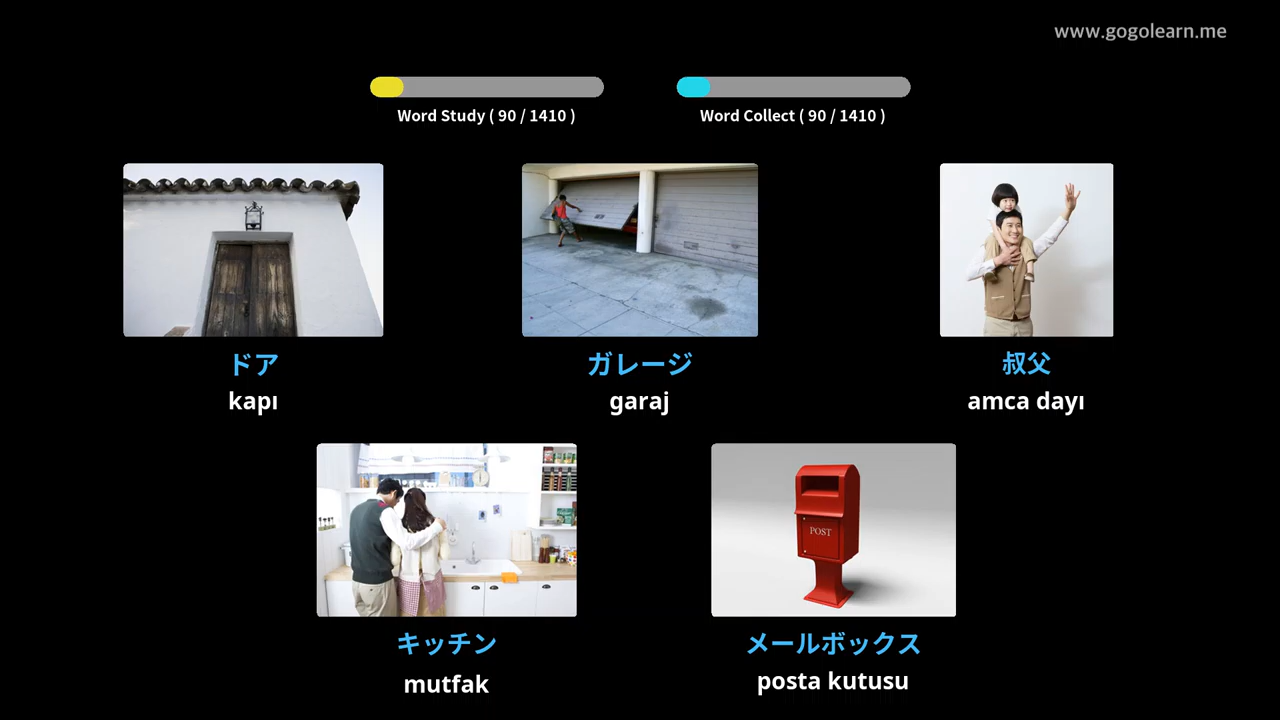 www.gogolearn.me
Word Study ( 90 / 1410 )
Word Collect ( 90 / 1410 )
ドア
kapı
ガレージ
garaj
叔父
amca dayı
キッチン
mutfak
POST
メールボックス
posta kutusu